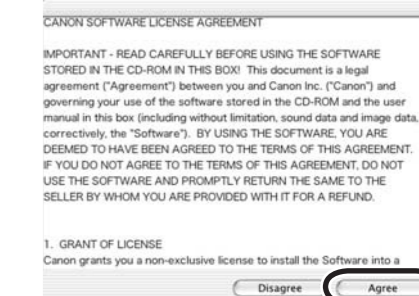 CANON SOFTWARE LICENSE AGREEMENT
IMPORTANT - READ CAREFULLY BEFORE USING THE SOFTWARE
STORED IN THE CD-ROM IN THIS BOX! This document is a legal
agreement ("Agreement") between you and Canon Inc. ("Canon") and
governing your use of the software stored in the CD-ROM and the user
manual in this box (including without limitation, sound data and image data,
correctively, the "Software"). BY USING THE SOFTWARE, YOU ARE
DEEMED TO HAVE BEEN AGREED TO THE TERMS OF THIS AGREEMENT.
IF YOU DO NOT AGREE TO THE TERMS OF THIS AGREEMENT, DO NOT
USE THE SOFTWARE AND PROMPTLY RETURN THE SAME TO THE
SELLER BY WHOM YOU ARE PROVIDED WITH IT FOR A REFUND.
1. GRANT OF LICENSE
Canon grants you a non-exclusive license to install the Software into a
Disagree Agree